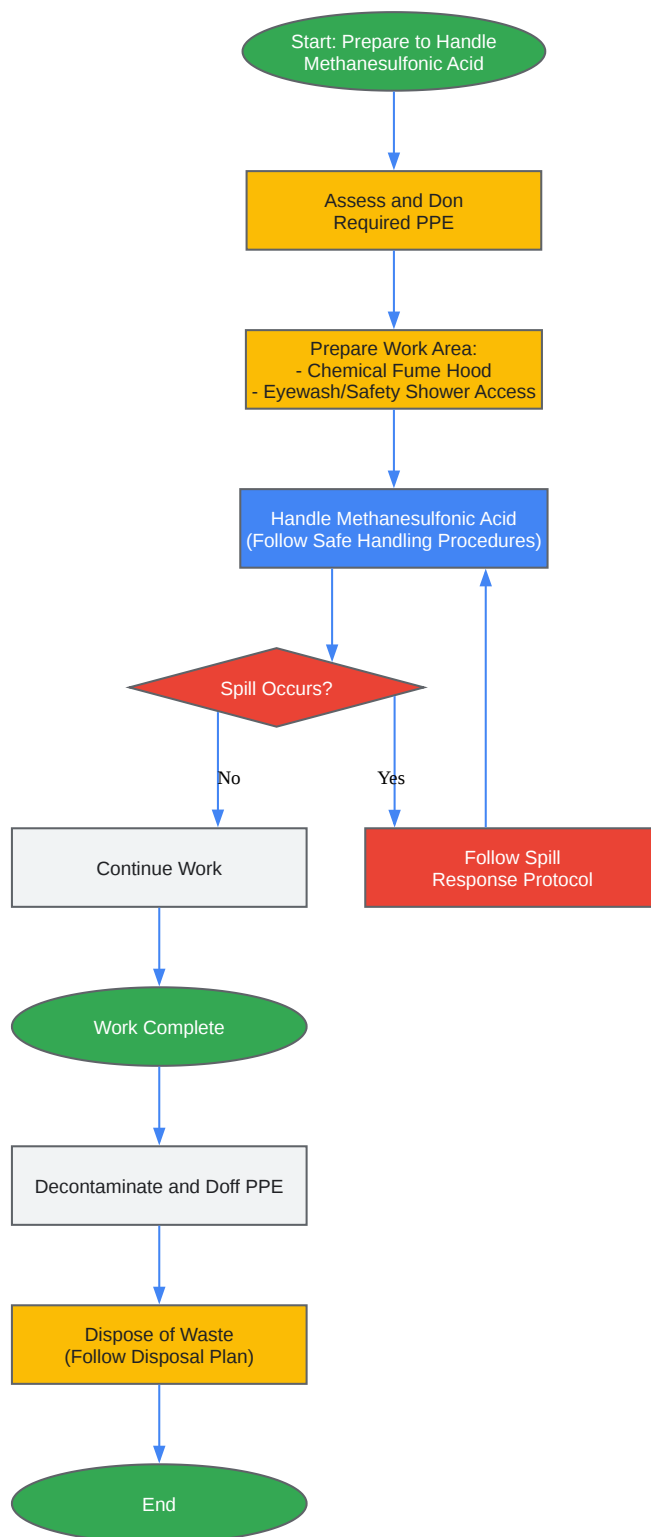 Start: Prepare to Handle
Methanesulfonic Acid
Assess and Don
Required PPE
Prepare Work Area:
- Chemical Fume Hood
- Eyewash/Safety Shower Access
Handle Methanesulfonic Acid
(Follow Safe Handling Procedures)
Spill Occurs?
No
Yes
Continue Work
Follow Spill
Response Protocol
Work Complete
Decontaminate and Doff PPE
Dispose of Waste
(Follow Disposal Plan)
End